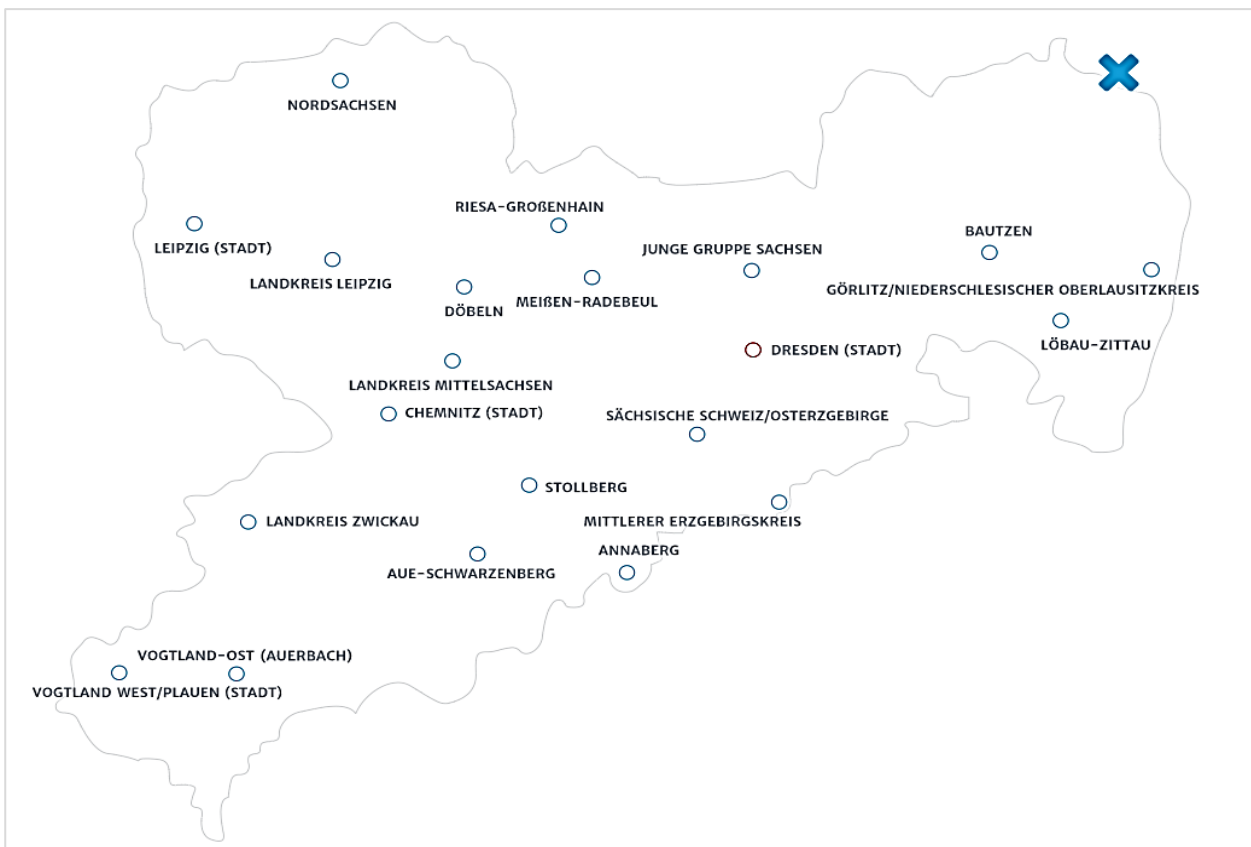 NORDSACHSEN
RIESA-GROßENHAIN
BAUTZEN
LEIPZIG (STADT)
JUNGE GRUPPE SACHSEN
LANDKREIS LEIPZIG
GÖRLITZ/NIEDERSCHLESISCHER OBERLAUSITZKREIS
MEIßEN-RADEBEUL
DÖBELN
LÖBAU-ZITTAU
DRESDEN (STADT)
LANDKREIS MITTELSACHSEN
CHEMNITZ (STADT)
SÄCHSISCHE SCHWEIZ/OSTERZGEBIRGE
STOLLBERG
LANDKREIS ZWICKAU
MITTLERER ERZGEBIRGSKREIS
ANNABERG
AUE-SCHWARZENBERG
VOGTLAND-OST (AUERBACH)
VOGTLAND WEST/PLAUEN (STADT)